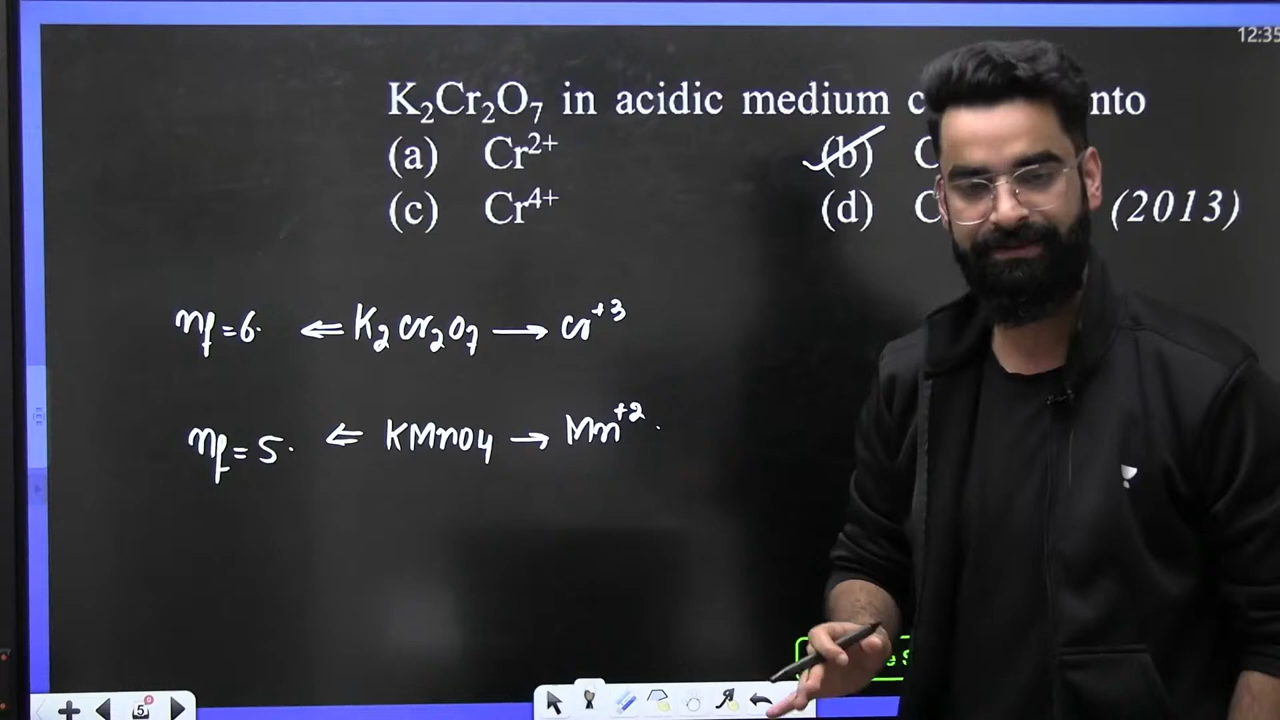 12:35
K₂Cr₂O₇ in acidic medium
(a) Cr²⁺ (b)
(c) Cr⁴⁺ (d) (2013)
nf=6. ⇐ K₂Cr₂O₇ → Cr⁺³
nf=5. ⇐ KMnO₄ → Mn⁺².
5